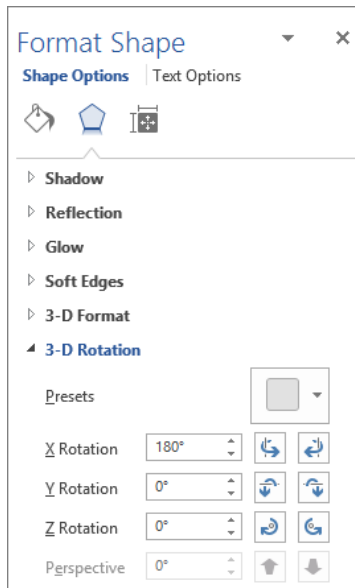 Format Shape
Shape Options Text Options
Shadow
Reflection
Glow
Soft Edges
3-D Format
3-D Rotation
Presets
X Rotation 180°
Y Rotation 0°
Z Rotation 0°
Perspective 0°